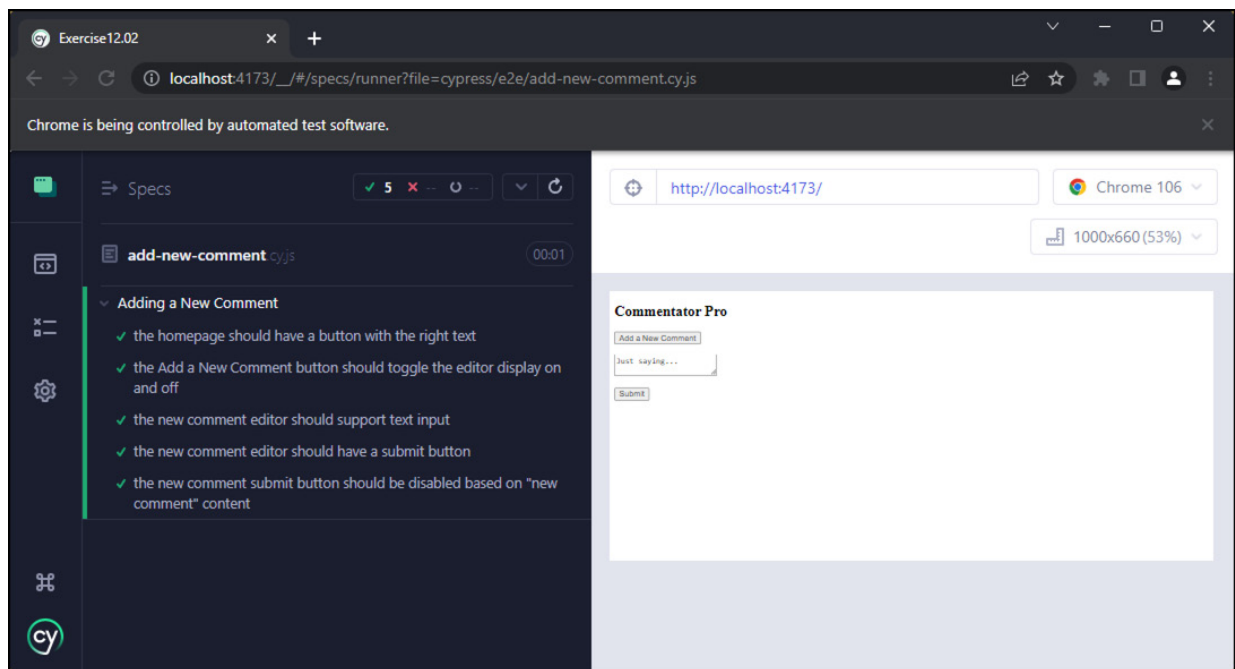 Exercise12.02
localhost:4173/__/#/specs/runner?file=cypress/e2e/add-new-comment.cy.js
Chrome is being controlled by automated test software.
Specs
5 -- --
add-new-comment.cy.js
00:01
Adding a New Comment
the homepage should have a button with the right text
the Add a New Comment button should toggle the editor display on
and off
the new comment editor should support text input
the new comment editor should have a submit button
the new comment submit button should be disabled based on "new
comment" content
cy
http://localhost:4173/
Chrome 106
1000x660 (53%)
Commentator Pro
Add a New Comment
Just saying...
Submit